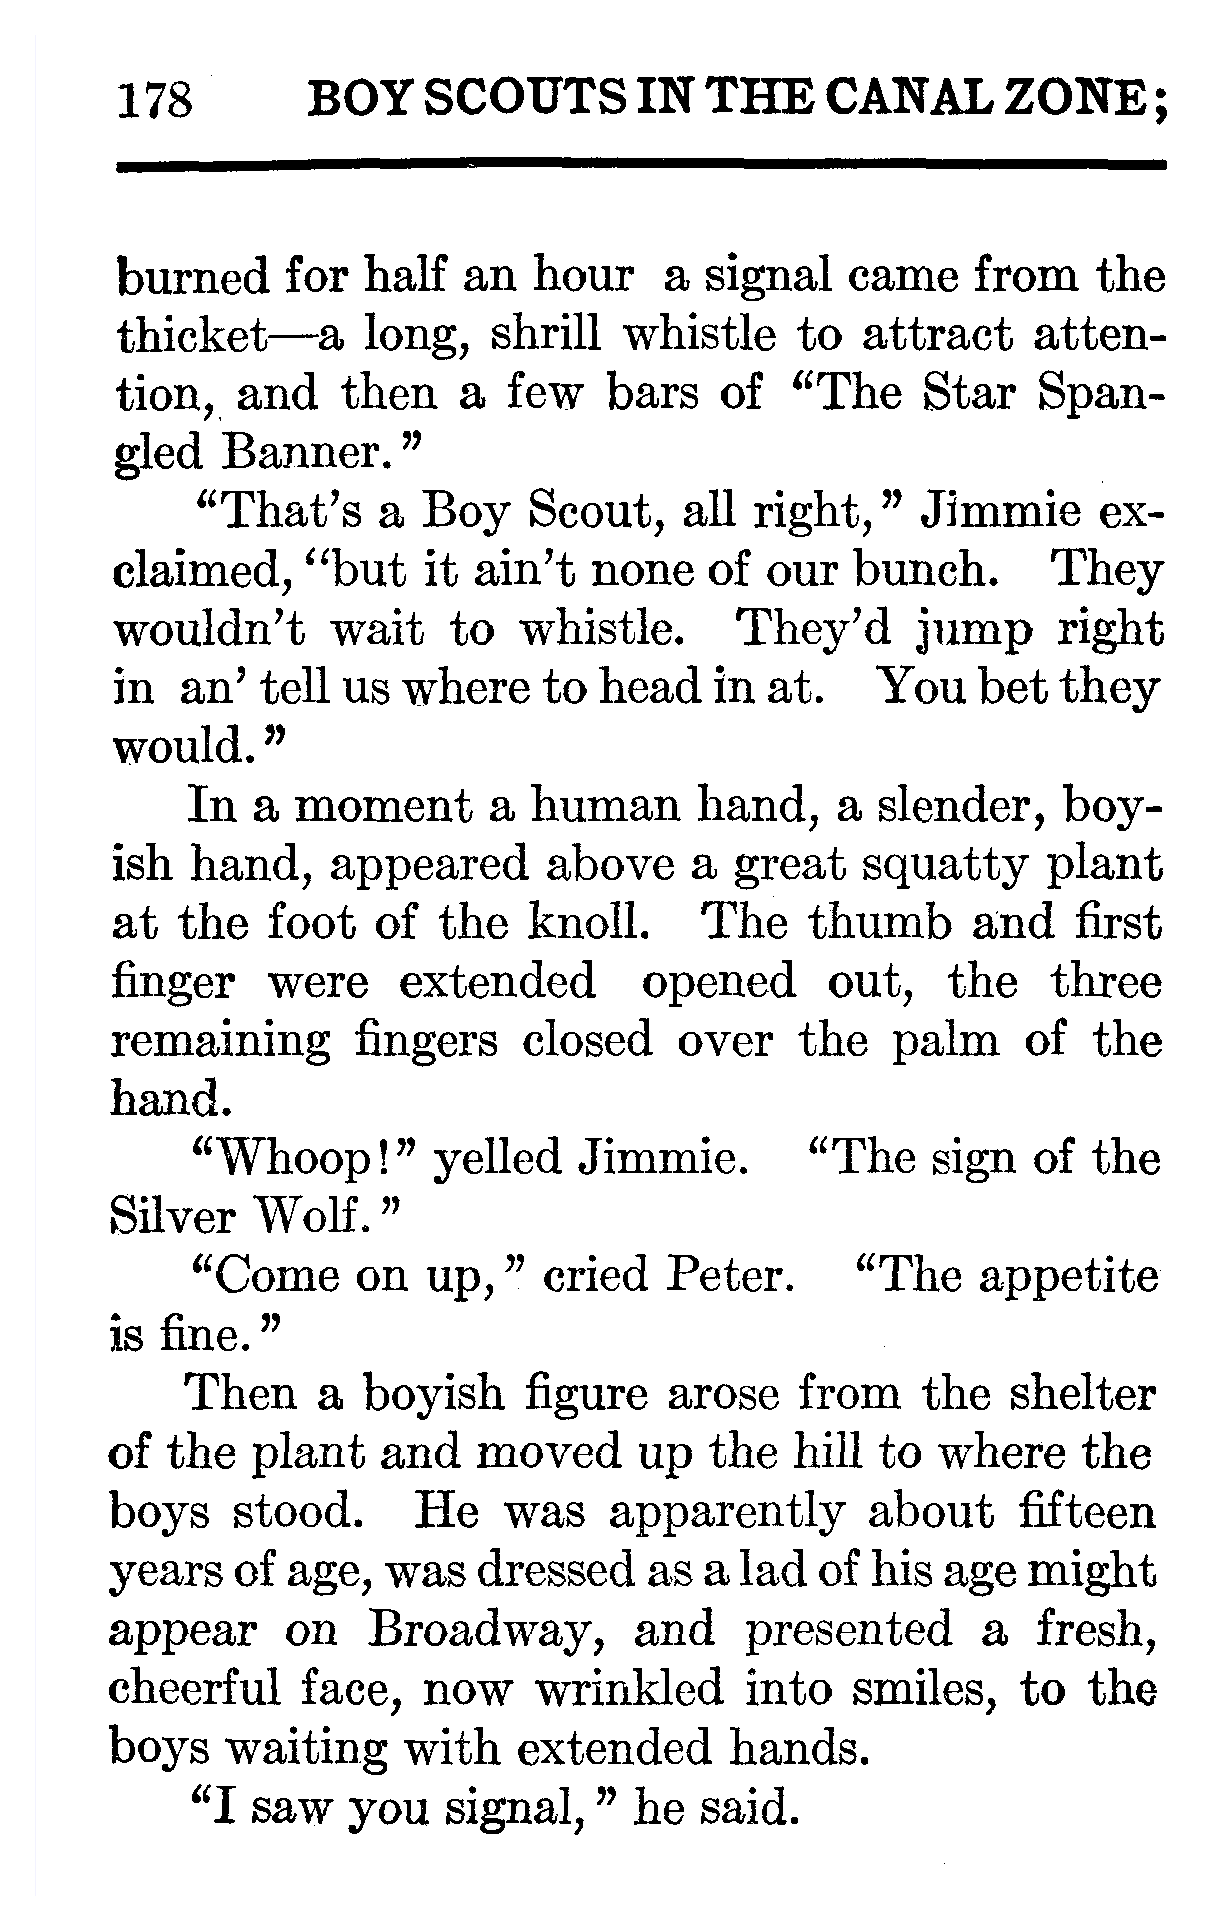 178 BOY SCOUTS IN THE CANAL ZONE;
burned for half an hour a signal came from the
thicket—a long, shrill whistle to attract atten-
tion, and then a few bars of “The Star Span-
gled Banner.”
“That’s a Boy Scout, all right,” Jimmie ex-
claimed, “but it ain’t none of our bunch. They
wouldn’t wait to whistle. They’d jump right
in an’ tell us where to head in at. You bet they
would.”
In a moment a human hand, a slender, boy-
ish hand, appeared above a great squatty plant
at the foot of the knoll. The thumb and first
finger were extended opened out, the three
remaining fingers closed over the palm of the
hand.
“Whoop!” yelled Jimmie. “The sign of the
Silver Wolf.”
“Come on up,” cried Peter. “The appetite
is fine.”
Then a boyish figure arose from the shelter
of the plant and moved up the hill to where the
boys stood. He was apparently about fifteen
years of age, was dressed as a lad of his age might
appear on Broadway, and presented a fresh,
cheerful face, now wrinkled into smiles, to the
boys waiting with extended hands.
“I saw you signal,” he said.